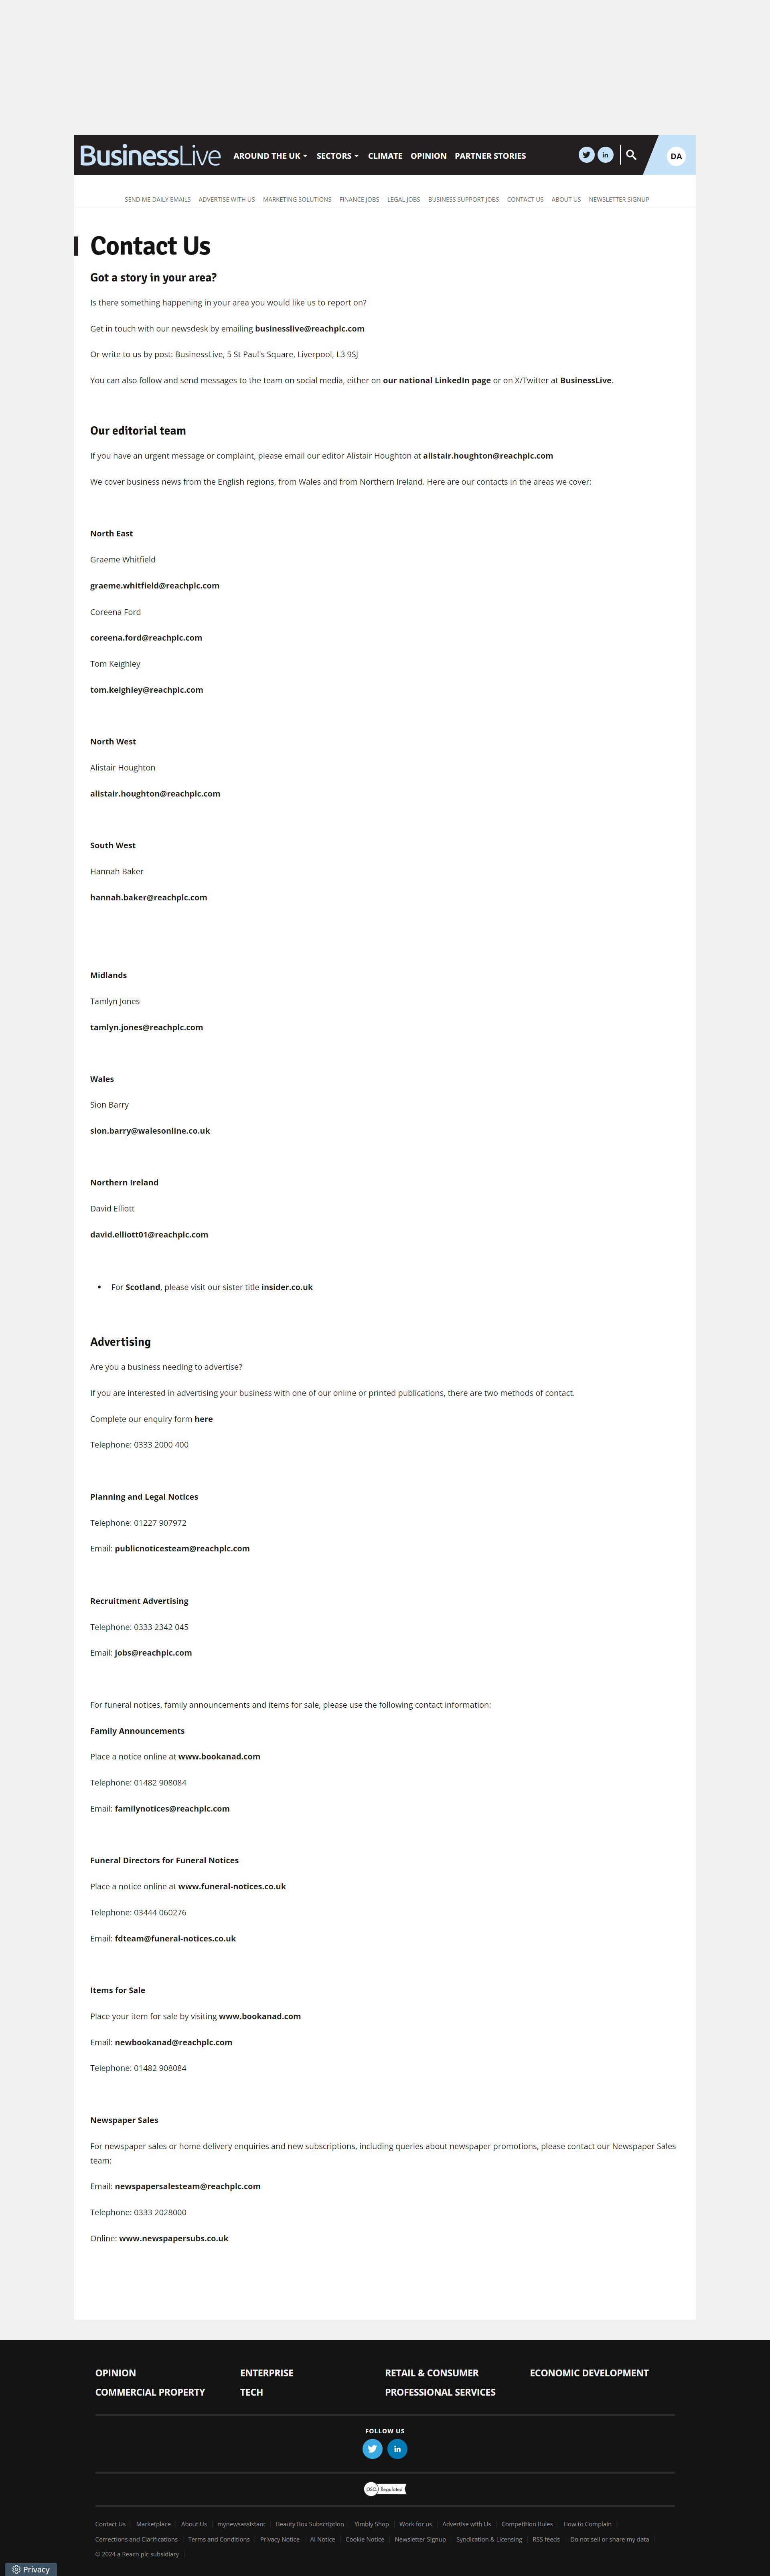 BusinessLive
AROUND THE UK SECTORS CLIMATE OPINION PARTNER STORIES
in
DA
SEND ME DAILY EMAILS ADVERTISE WITH US MARKETING SOLUTIONS FINANCE JOBS LEGAL JOBS BUSINESS SUPPORT JOBS CONTACT US ABOUT US NEWSLETTER SIGNUP
Contact Us
Got a story in your area?
Is there something happening in your area you would like us to report on?
Get in touch with our newsdesk by emailing businesslive@reachplc.com
Or write to us by post: BusinessLive, 5 St Paul's Square, Liverpool, L3 9SJ
You can also follow and send messages to the team on social media, either on our national LinkedIn page or on X/Twitter at BusinessLive.
Our editorial team
If you have an urgent message or complaint, please email our editor Alistair Houghton at alistair.houghton@reachplc.com
We cover business news from the English regions, from Wales and from Northern Ireland. Here are our contacts in the areas we cover:
North East
Graeme Whitfield
graeme.whitfield@reachplc.com
Coreena Ford
coreena.ford@reachplc.com
Tom Keighley
tom.keighley@reachplc.com
North West
Alistair Houghton
alistair.houghton@reachplc.com
South West
Hannah Baker
hannah.baker@reachplc.com
Midlands
Tamlyn Jones
tamlyn.jones@reachplc.com
Wales
Sion Barry
sion.barry@walesonline.co.uk
Northern Ireland
David Elliott
david.elliott01@reachplc.com
• For Scotland, please visit our sister title insider.co.uk
Advertising
Are you a business needing to advertise?
If you are interested in advertising your business with one of our online or printed publications, there are two methods of contact.
Complete our enquiry form here
Telephone: 0333 2000 400
Planning and Legal Notices
Telephone: 01227 907972
Email: publicnoticesteam@reachplc.com
Recruitment Advertising
Telephone: 0333 2342 045
Email: jobs@reachplc.com
For funeral notices, family announcements and items for sale, please use the following contact information:
Family Announcements
Place a notice online at www.bookanad.com
Telephone: 01482 908084
Email: familynotices@reachplc.com
Funeral Directors for Funeral Notices
Place a notice online at www.funeral-notices.co.uk
Telephone: 03444 060276
Email: fdteam@funeral-notices.co.uk
Items for Sale
Place your item for sale by visiting www.bookanad.com
Email: newbookanad@reachplc.com
Telephone: 01482 908084
Newspaper Sales
For newspaper sales or home delivery enquiries and new subscriptions, including queries about newspaper promotions, please contact our Newspaper Sales
team:
Email: newspapersalesteam@reachplc.com
Telephone: 0333 2028000
Online: www.newspapersubs.co.uk
OPINION ENTERPRISE RETAIL & CONSUMER ECONOMIC DEVELOPMENT
COMMERCIAL PROPERTY TECH PROFESSIONAL SERVICES
FOLLOW US
in
ipso. Regulated
Contact Us Marketplace About Us mynewsassistant Beauty Box Subscription Yimbly Shop Work for us Advertise with Us Competition Rules How to Complain
Corrections and Clarifications Terms and Conditions Privacy Notice AI Notice Cookie Notice Newsletter Signup Syndication & Licensing RSS feeds Do not sell or share my data
© 2024 a Reach plc subsidiary
Privacy